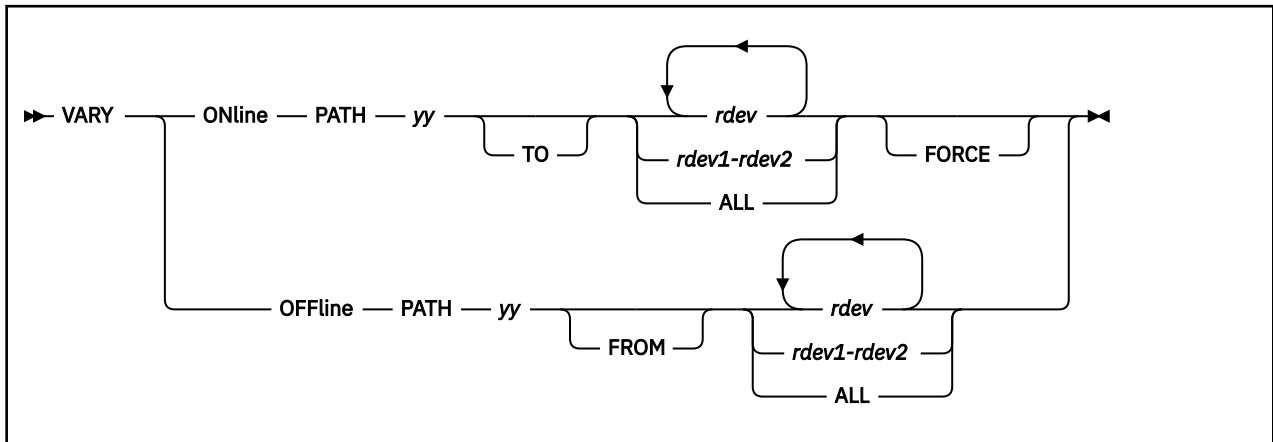 VARY ONline PATH yy rdev
TO rdev1-rdev2 FORCE
ALL
OFFline PATH yy rdev
FROM rdev1-rdev2
ALL